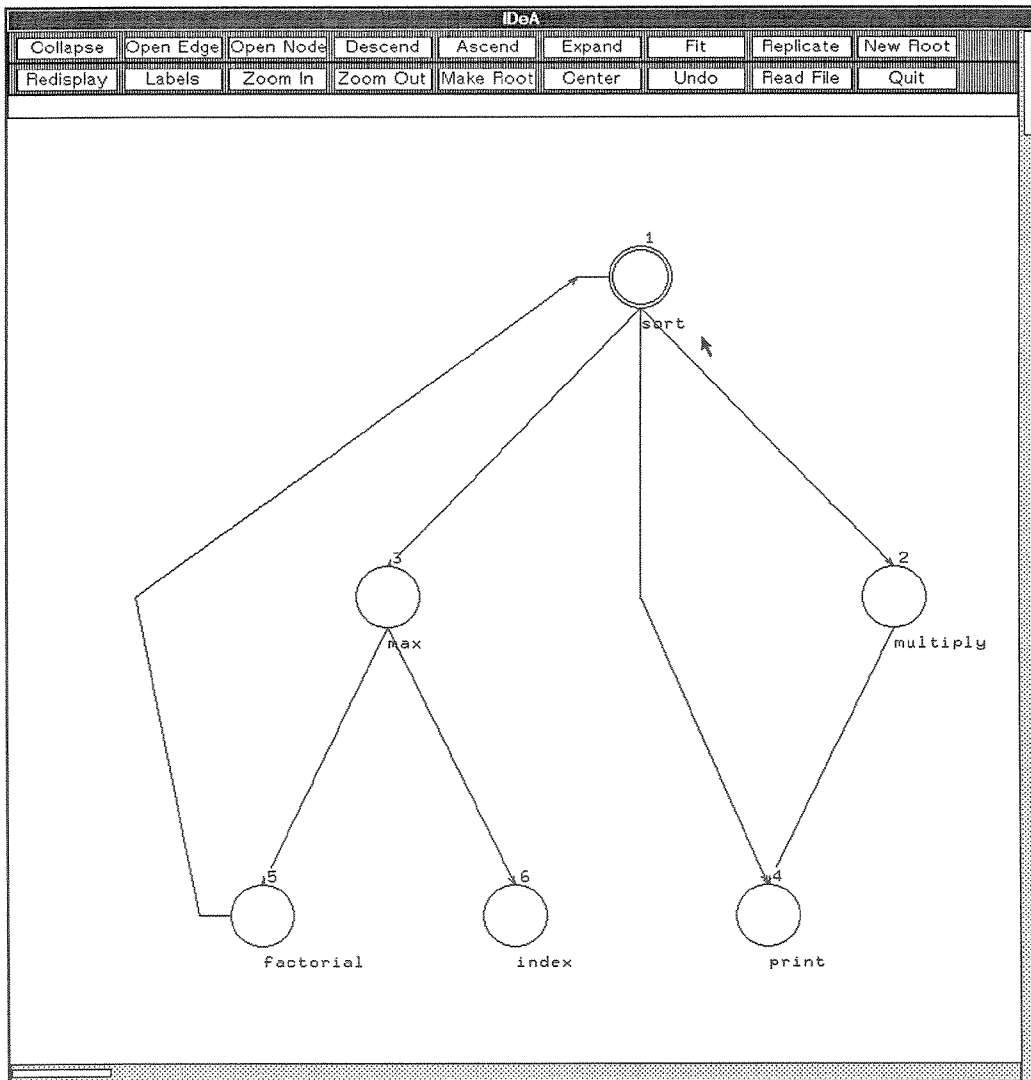 IDeA
Collapse Open Edge Open Node Descend Ascend Expand Fit Replicate New Root
Redisplay Labels Zoom In Zoom Out Make Root Center Undo Read File Quit
1
sort
3
2
max
multiply
5
6
4
factorial
index
print